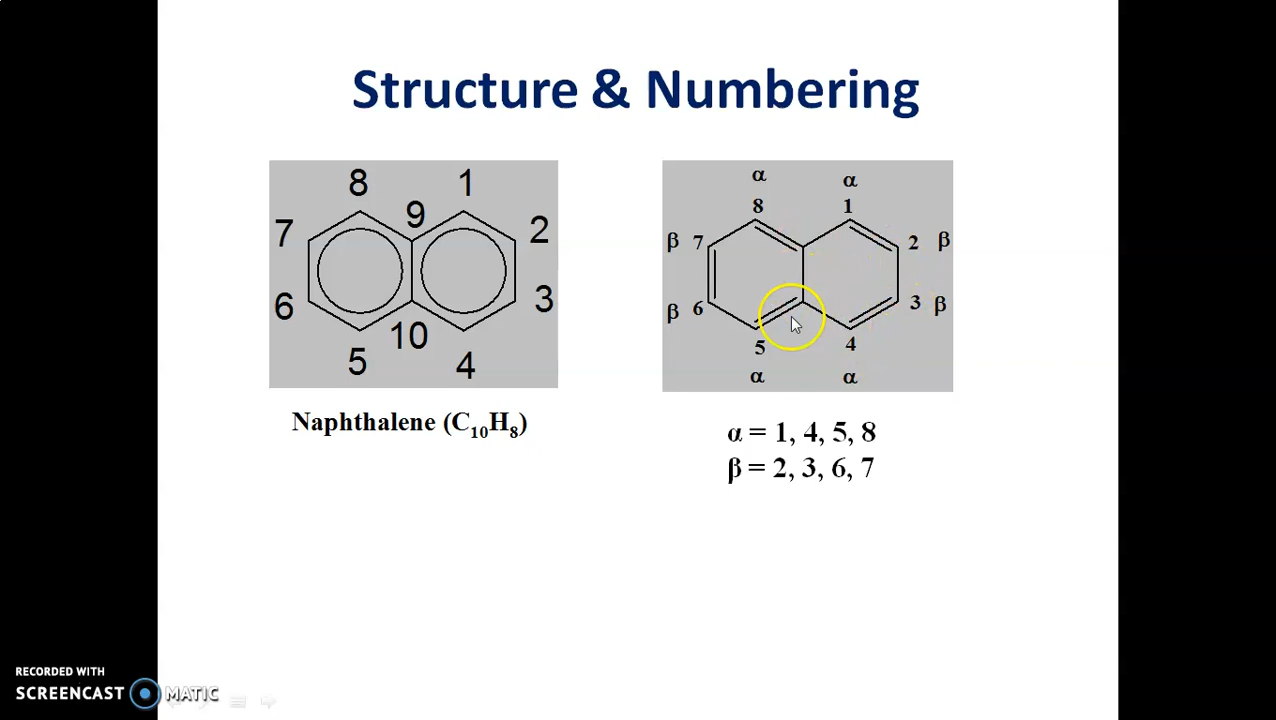 Structure & Numbering
8 1
9
7 2
6 3
10
5 4
α α
8 1
β 7 2 β
β 6 3 β
5 4
α α
Naphthalene (C₁₀H₈)
α = 1, 4, 5, 8
β = 2, 3, 6, 7
RECORDED WITH
SCREENCAST MATIC